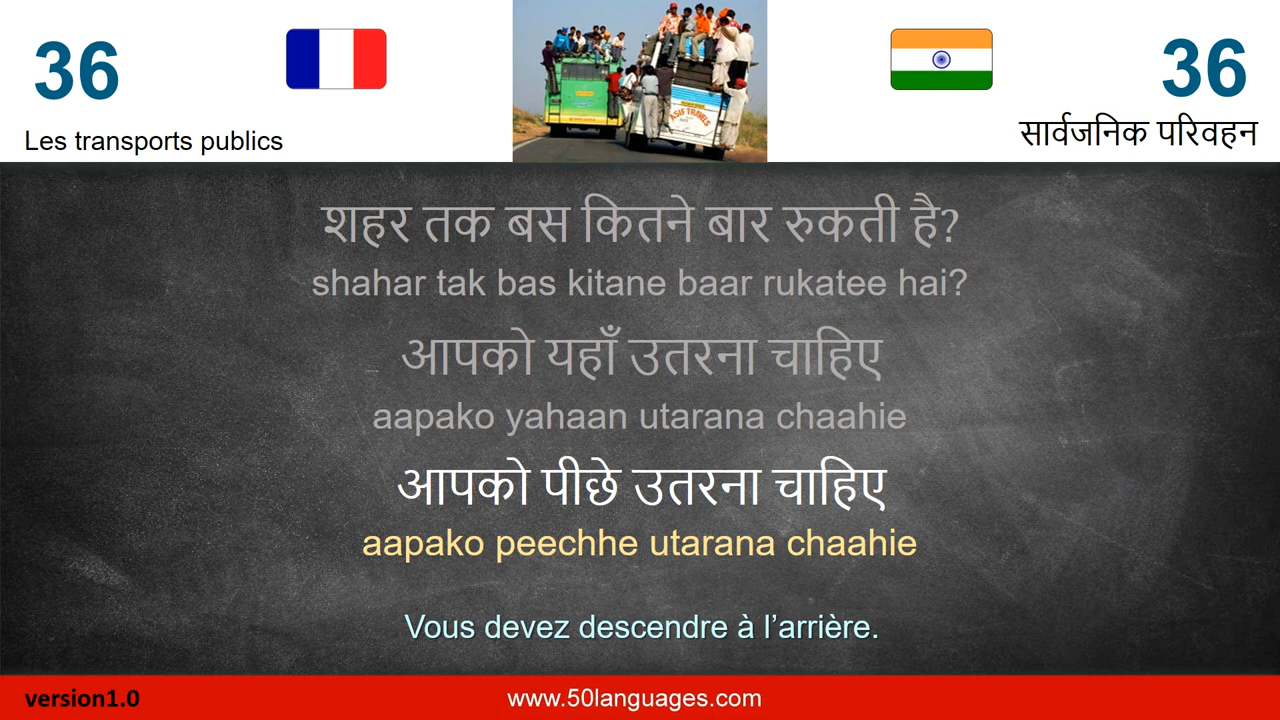 36
36
Les transports publics
सार्वजनिक परिवहन
ASIF TRAVELS
शहर तक बस कितने बार रुकती है?
shahar tak bas kitane baar rukatee hai?
आपको यहाँ उतरना चाहिए
aapako yahaan utarana chaahie
आपको पीछे उतरना चाहिए
aapako peechhe utarana chaahie
Vous devez descendre à l’arrière.
version1.0
www.50languages.com